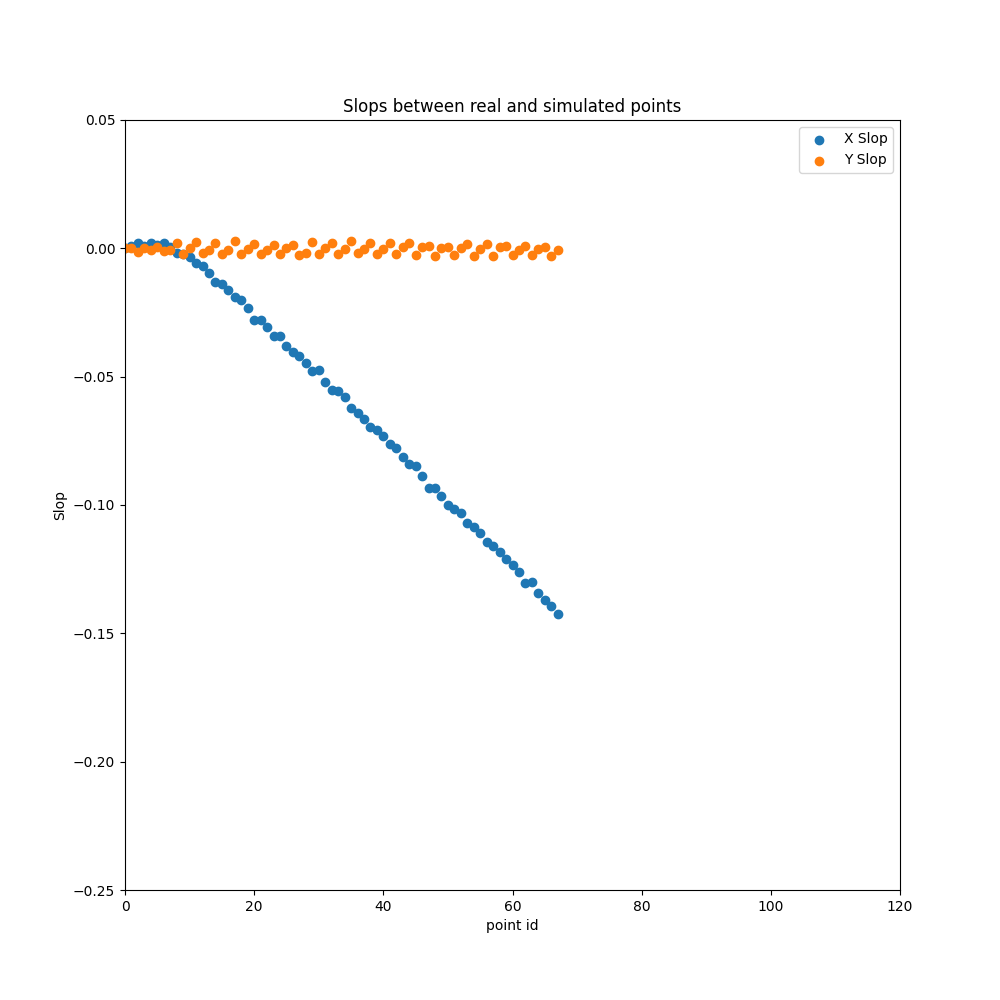 Slops between real and simulated points
X Slop
Y Slop
0.05
0.00
−0.05
−0.10
−0.15
−0.20
−0.25
Slop
0 20 40 60 80 100 120
point id